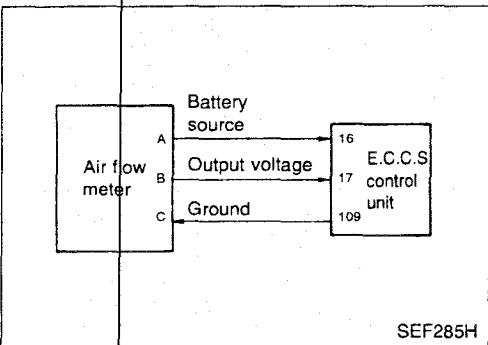 Battery
source
A
16
Air flow
meter
E.C.C.S
control
unit
Output voltage
B
17
C
Ground
109
SEF285H